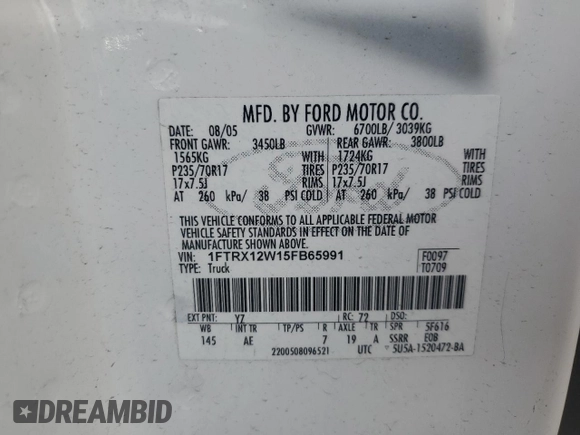 MFD. BY FORD MOTOR CO.
DATE: 08/05 GVWR: 6700LB/ 3039KG
FRONT GAWR: 3450LB REAR GAWR: 3800LB
1565KG WITH 1724KG WITH
P235/70R17 TIRES P235/70R17 TIRES
17x7.5J RIMS 17x7.5J RIMS
AT 260 kPa/ 38 PSI COLD AT 260 kPa/ 38 PSI COLD
THIS VEHICLE CONFORMS TO ALL APPLICABLE FEDERAL MOTOR
VEHICLE SAFETY STANDARDS IN EFFECT ON THE DATE OF
MANUFACTURE SHOWN ABOVE.
VIN: 1FTRX12W15FB65991 F0097
TYPE: Truck T0709
EXT PNT: Y7 RC: 72 DSO:
WB INT TR TP/PS R AXLE TR SPR 5F616
145 AE 7 19 A SSRR E0B
2200508096521 UTC 5U5A-1520472-BA
DREAMBID